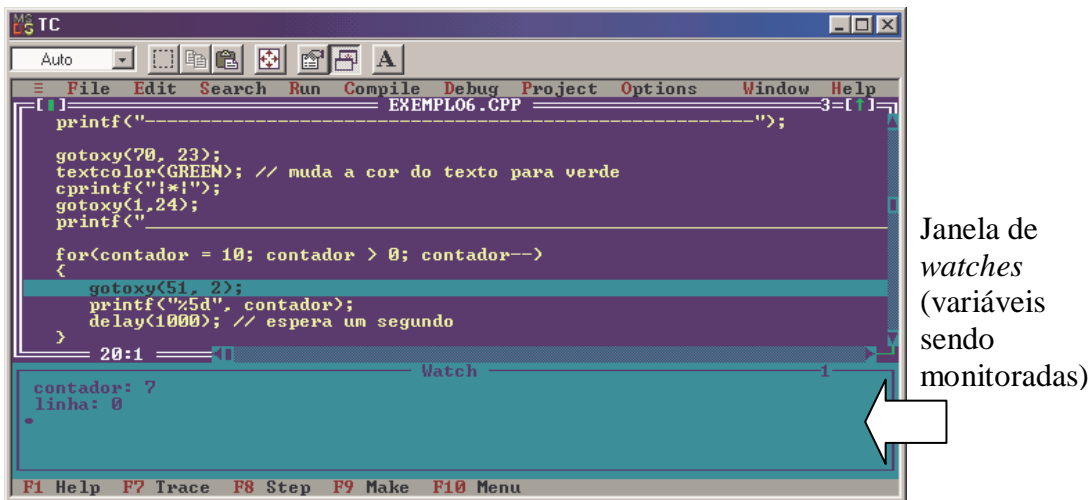 TC
Auto
A
≡ File Edit Search Run Compile Debug Project Options Window Help
[■] EXEMPLO6.CPP 3=[↑]
printf("--------------------------------------------------------");
gotoxy(70, 23);
textcolor(GREEN); // muda a cor do texto para verde
cprintf("¦*¦");
gotoxy(1,24);
printf("____________________________________________________________________
for(contador = 10; contador > 0; contador--)
{
gotoxy(51, 2);
printf("%5d", contador);
delay(1000); // espera um segundo
}
20:1
Watch 1
contador: 7
linha: 0
F1 Help F7 Trace F8 Step F9 Make F10 Menu
Janela de
watches
(variáveis
sendo
monitoradas)